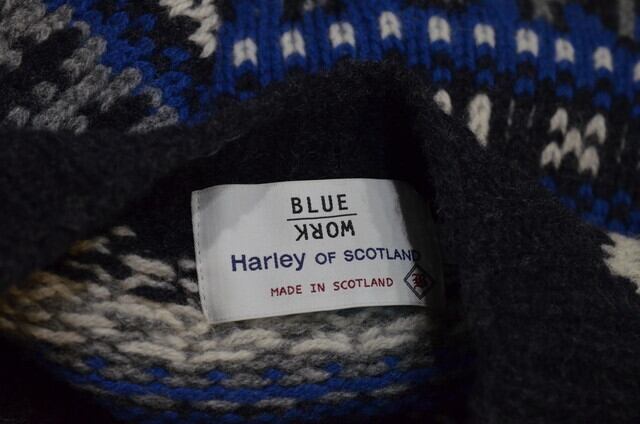 BLUE
WORK
Harley OF SCOTLAND
MADE IN SCOTLAND